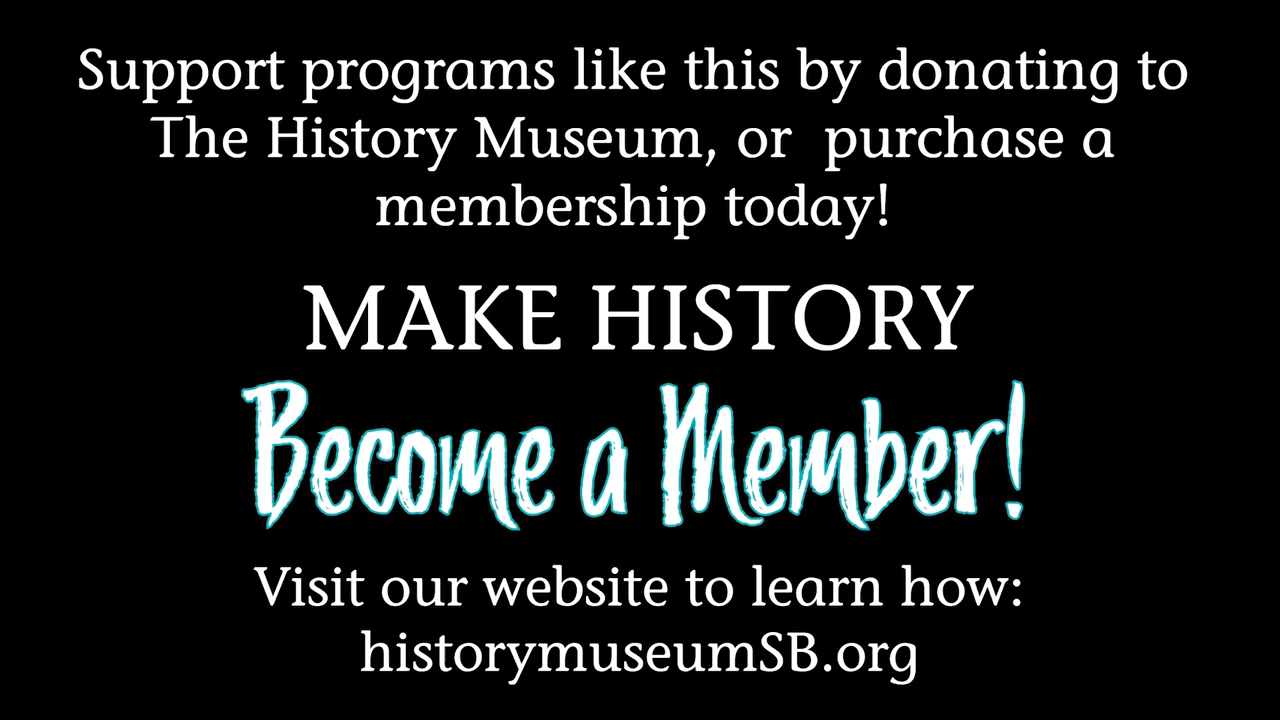 Support programs like this by donating to
The History Museum, or  purchase a
membership today!
MAKE HISTORY
Become a Member!
Visit our website to learn how:
historymuseumSB.org